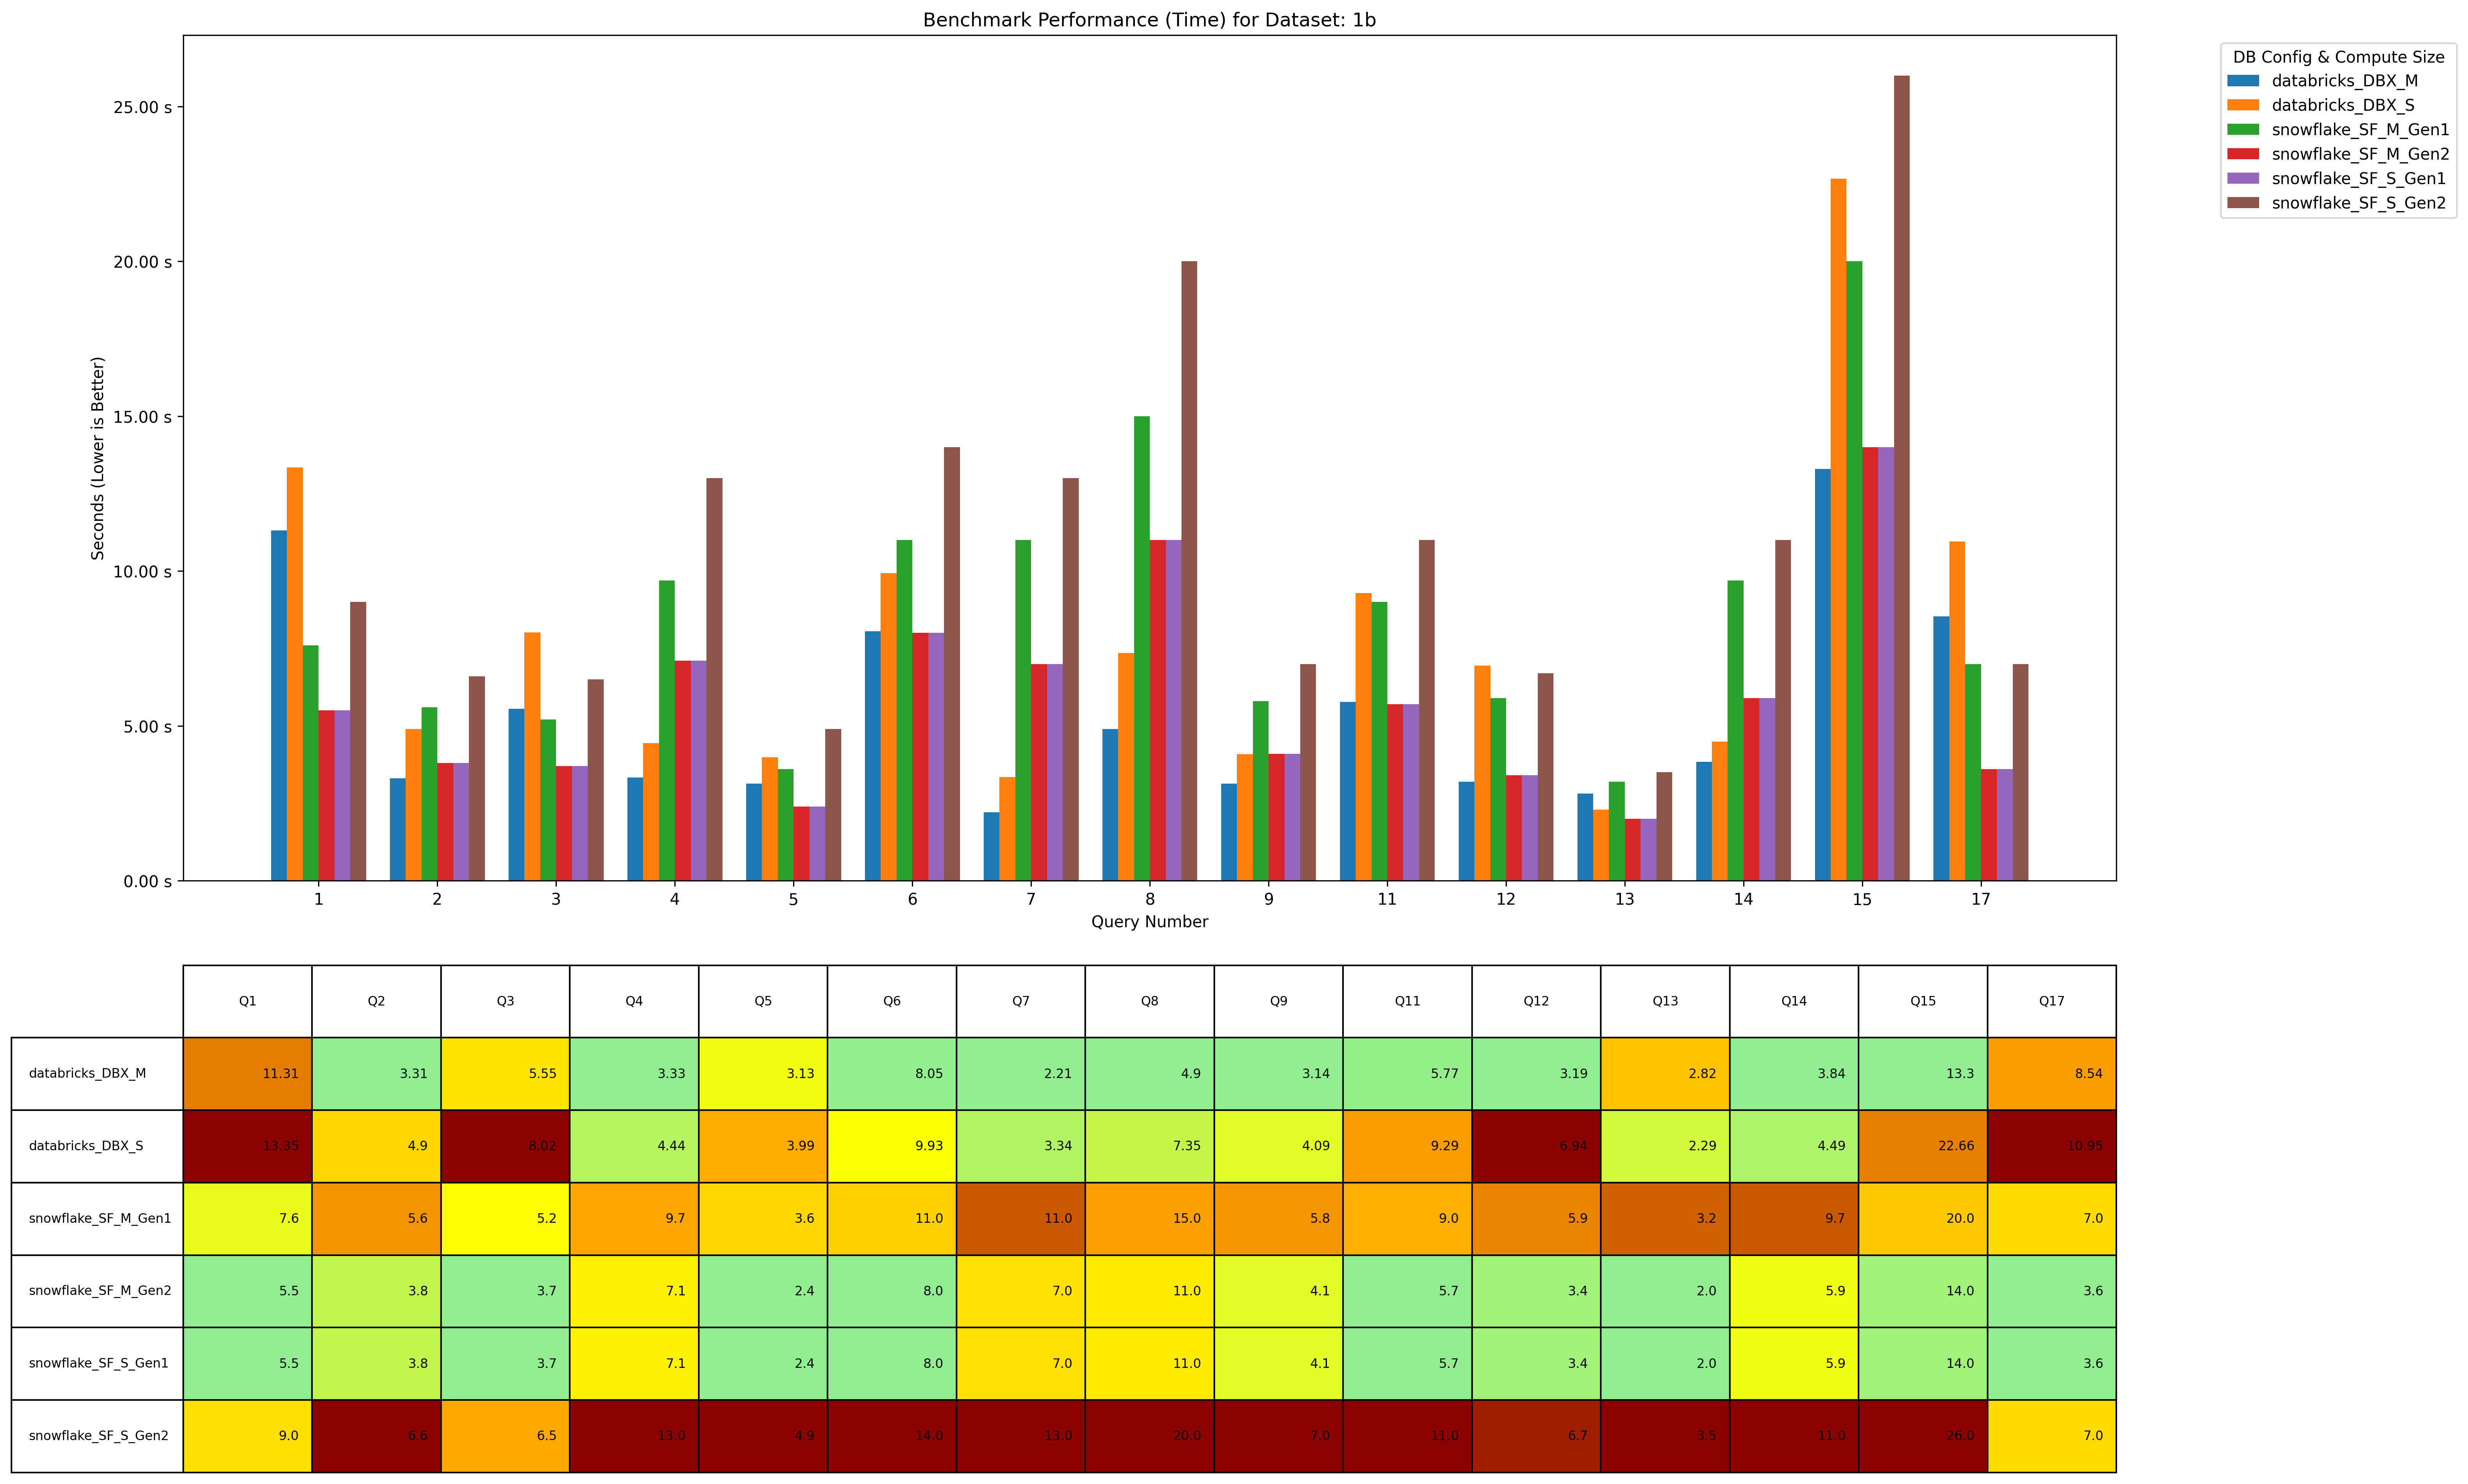 Benchmark Performance (Time) for Dataset: 1b
DB Config & Compute Size
databricks_DBX_M
databricks_DBX_S
snowflake_SF_M_Gen1
snowflake_SF_M_Gen2
snowflake_SF_S_Gen1
snowflake_SF_S_Gen2
Seconds (Lower is Better)
25.00 s
20.00 s
15.00 s
10.00 s
5.00 s
0.00 s
1 2 3 4 5 6 7 8 9 11 12 13 14 15 17
Query Number
Q1 Q2 Q3 Q4 Q5 Q6 Q7 Q8 Q9 Q11 Q12 Q13 Q14 Q15 Q17
databricks_DBX_M 11.31 3.31 5.55 3.33 3.13 8.05 2.21 4.9 3.14 5.77 3.19 2.82 3.84 13.3 8.54
databricks_DBX_S 13.35 4.9 8.02 4.44 3.99 9.93 3.34 7.35 4.09 9.29 6.94 2.29 4.49 22.66 10.95
snowflake_SF_M_Gen1 7.6 5.6 5.2 9.7 3.6 11.0 11.0 15.0 5.8 9.0 5.9 3.2 9.7 20.0 7.0
snowflake_SF_M_Gen2 5.5 3.8 3.7 7.1 2.4 8.0 7.0 11.0 4.1 5.7 3.4 2.0 5.9 14.0 3.6
snowflake_SF_S_Gen1 5.5 3.8 3.7 7.1 2.4 8.0 7.0 11.0 4.1 5.7 3.4 2.0 5.9 14.0 3.6
snowflake_SF_S_Gen2 9.0 6.6 6.5 13.0 4.9 14.0 13.0 20.0 7.0 11.0 6.7 3.5 11.0 26.0 7.0